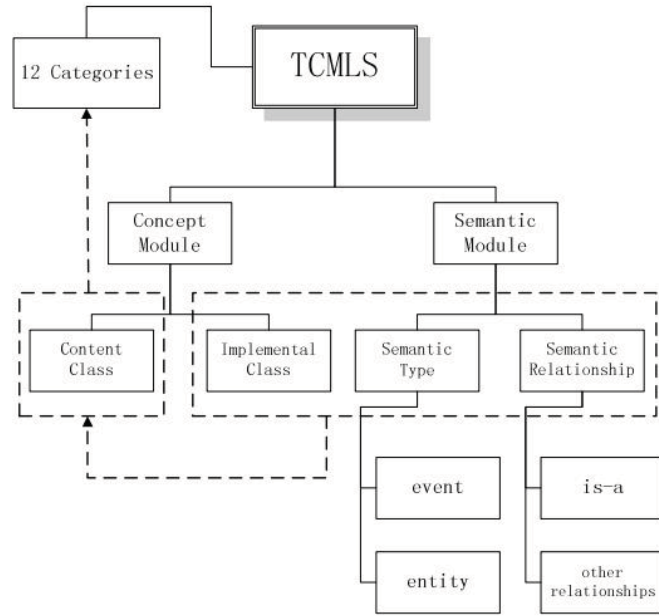 TCMLS
12 Categories
Concept
Module
Semantic
Module
Content
Class
Implemental
Class
Semantic
Type
Semantic
Relationship
event
is-a
entity
other
relationships